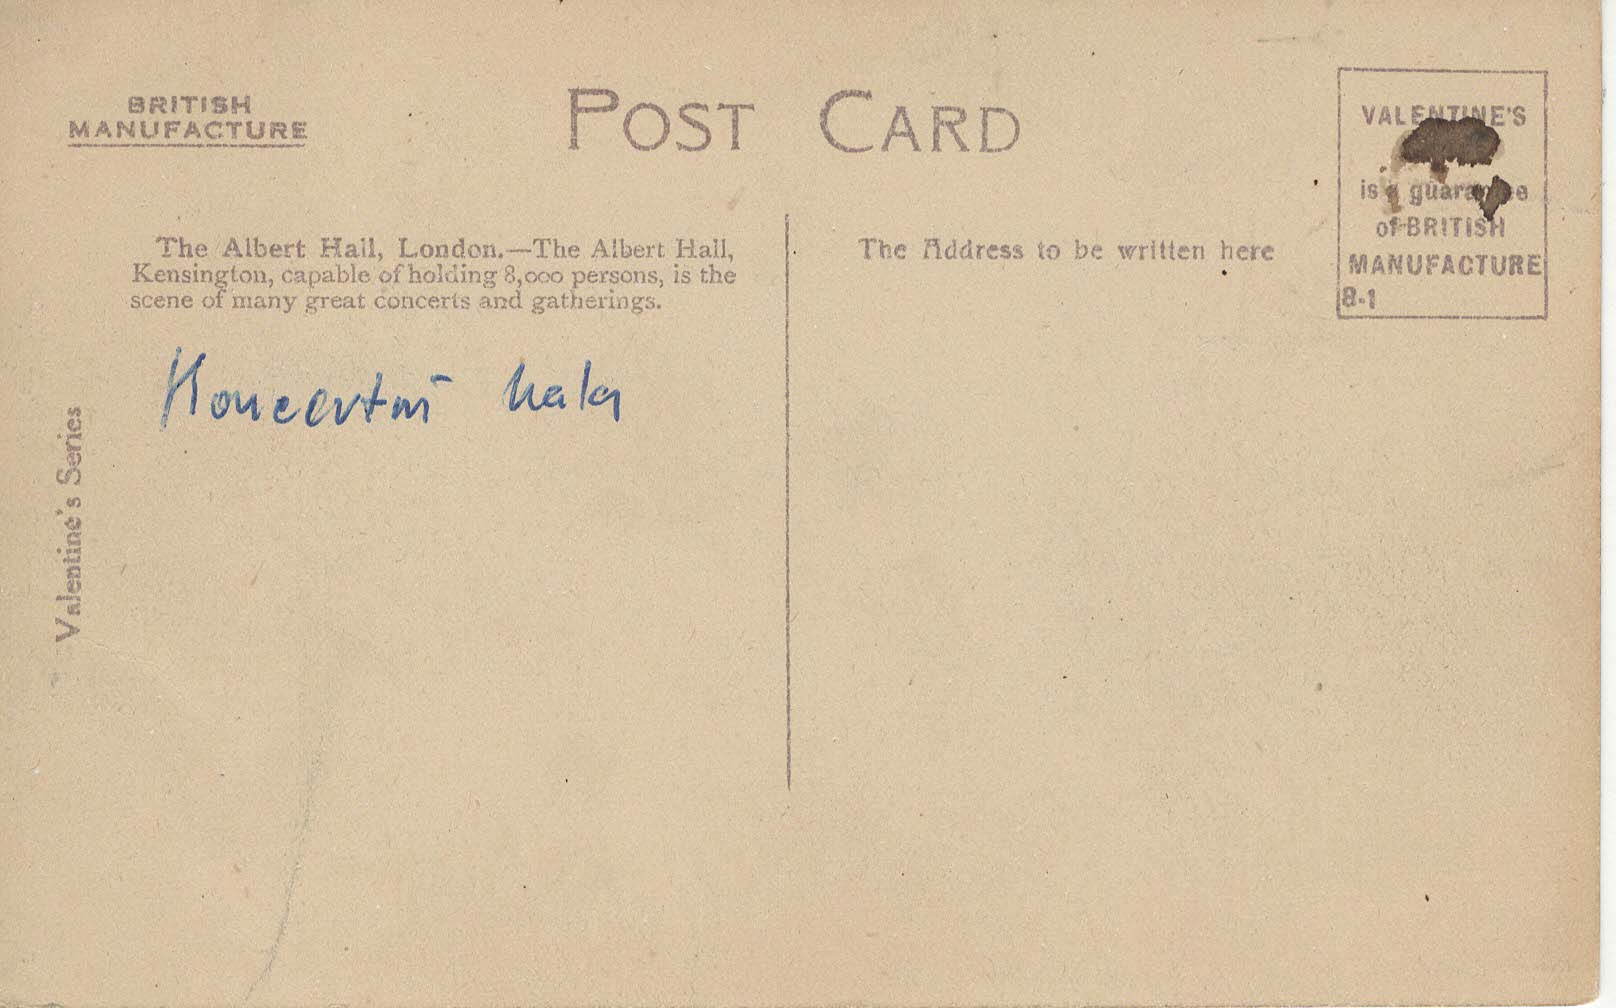 BRITISH
MANUFACTURE
POST CARD
The Albert Hall, London.—The Albert Hall,
Kensington, capable of holding 8,000 persons, is the
scene of many great concerts and gatherings.
Koncertní hala
Valentine's Series
The Address to be written here
VALENTINE'S
is a guarantee
of BRITISH
MANUFACTURE
8-1